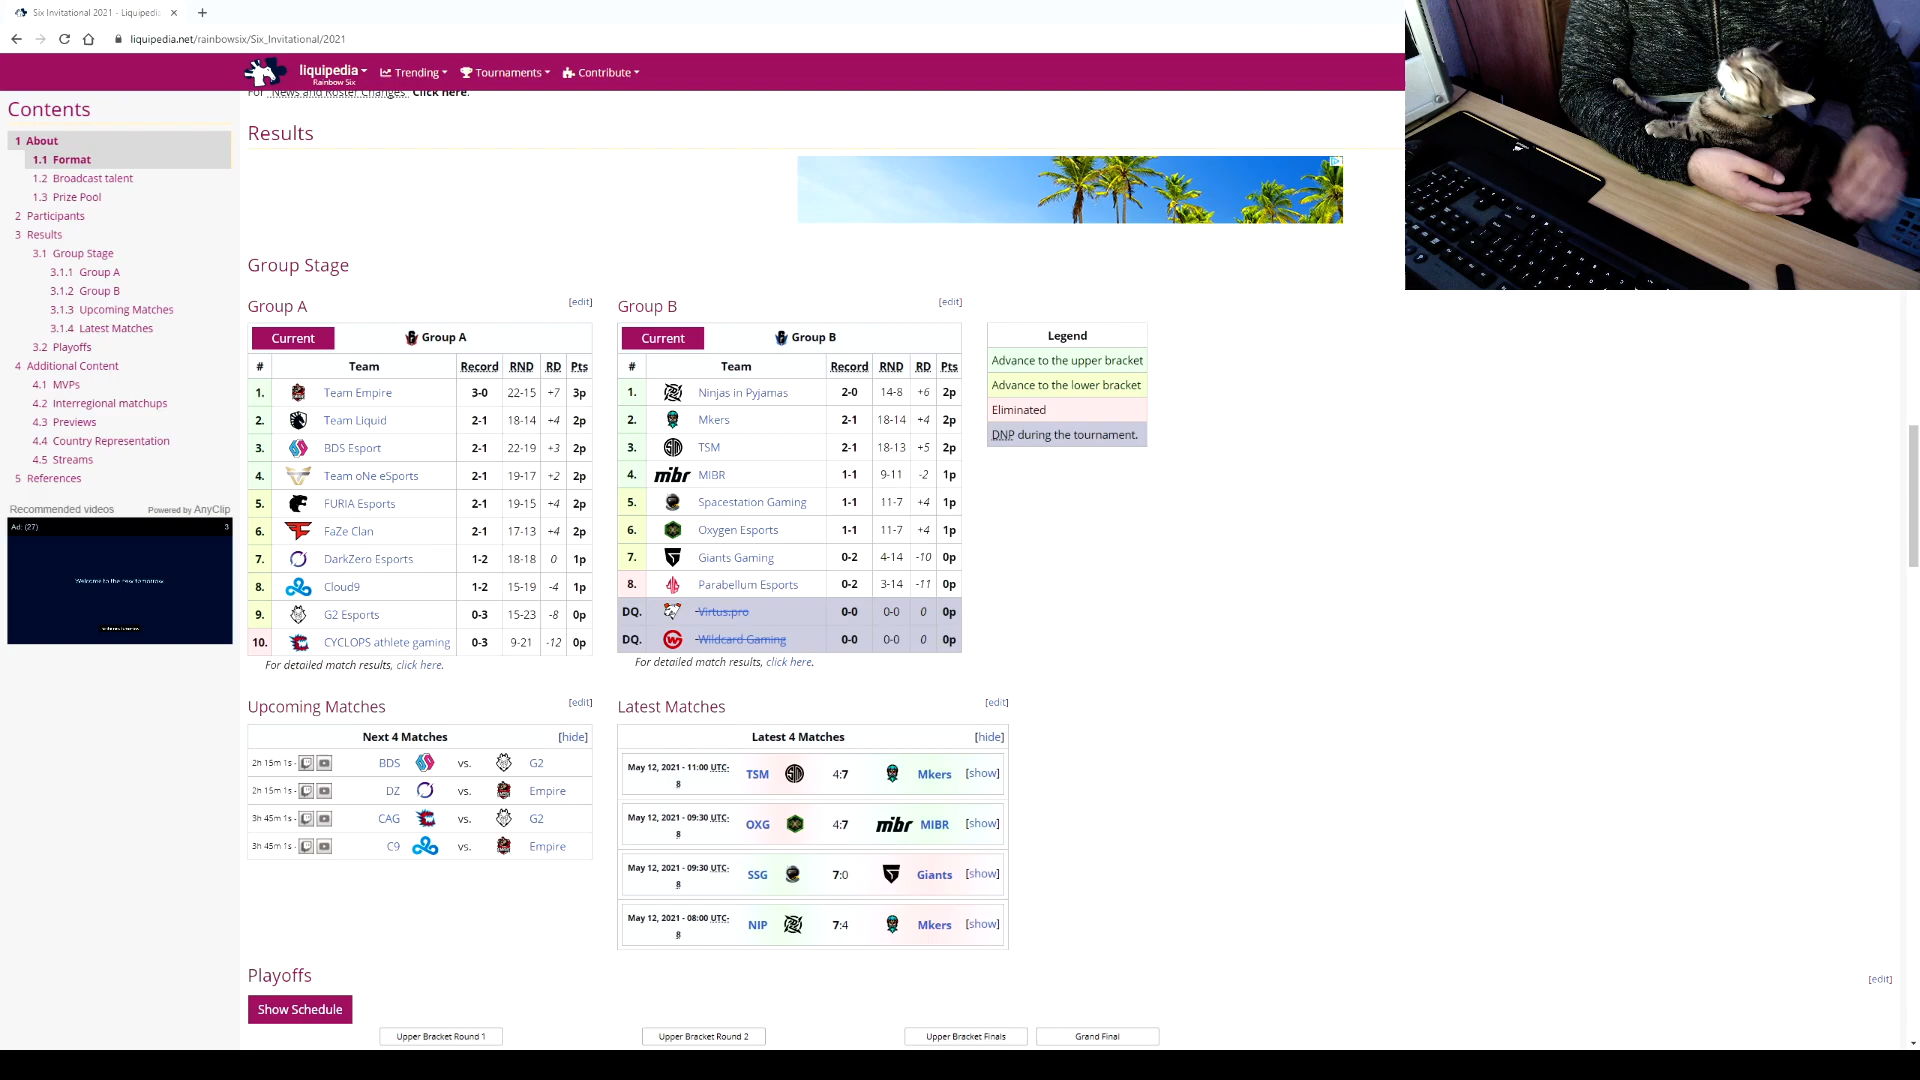 Six Invitational 2021 - Liquipedi
liquipedia.net/rainbowsix/Six_Invitational/2021
liquipedia Rainbow Six Trending Tournaments Contribute
For "News and Roster Changes" Click here.
Contents
1 About
1.1 Format
1.2 Broadcast talent
1.3 Prize Pool
2 Participants
3 Results
3.1 Group Stage
3.1.1 Group A
3.1.2 Group B
3.1.3 Upcoming Matches
3.1.4 Latest Matches
3.2 Playoffs
4 Additional Content
4.1 MVPs
4.2 Interregional matchups
4.3 Previews
4.4 Country Representation
4.5 Streams
5 References
Recommended videos Powered by AnyClip
Ad: (27) 3
Welcome to the new tomorrow.
Results
Group Stage
Group A [edit]
Current Group A
# Team Record RND RD Pts
1. Team Empire 3-0 22-15 +7 3p
2. Team Liquid 2-1 18-14 +4 2p
3. BDS Esport 2-1 22-19 +3 2p
4. Team oNe eSports 2-1 19-17 +2 2p
5. FURIA Esports 2-1 19-15 +4 2p
6. FaZe Clan 2-1 17-13 +4 2p
7. DarkZero Esports 1-2 18-18 0 1p
8. Cloud9 1-2 15-19 -4 1p
9. G2 Esports 0-3 15-23 -8 0p
10. CYCLOPS athlete gaming 0-3 9-21 -12 0p
For detailed match results, click here.
Group B [edit]
Current Group B
# Team Record RND RD Pts
1. Ninjas in Pyjamas 2-0 14-8 +6 2p
2. Mkers 2-1 18-14 +4 2p
3. TSM 2-1 18-13 +5 2p
4. mibr MIBR 1-1 9-11 -2 1p
5. Spacestation Gaming 1-1 11-7 +4 1p
6. Oxygen Esports 1-1 11-7 +4 1p
7. Giants Gaming 0-2 4-14 -10 0p
8. Parabellum Esports 0-2 3-14 -11 0p
DQ. Virtus.pro 0-0 0-0 0 0p
DQ. Wildcard Gaming 0-0 0-0 0 0p
For detailed match results, click here.
Legend
Advance to the upper bracket
Advance to the lower bracket
Eliminated
DNP during the tournament.
Upcoming Matches [edit]
Next 4 Matches [hide]
2h 15m 1s - BDS vs. G2
2h 15m 1s - DZ vs. Empire
3h 45m 1s - CAG vs. G2
3h 45m 1s - C9 vs. Empire
Latest Matches [edit]
Latest 4 Matches [hide]
May 12, 2021 - 11:00 UTC-
8
TSM 4:7 Mkers [show]
May 12, 2021 - 09:30 UTC-
8
OXG 4:7 mibr MIBR [show]
May 12, 2021 - 09:30 UTC-
8
SSG 7:0 Giants [show]
May 12, 2021 - 08:00 UTC-
8
NIP 7:4 Mkers [show]
Playoffs [edit]
Show Schedule
Upper Bracket Round 1 Upper Bracket Round 2 Upper Bracket Finals Grand Final